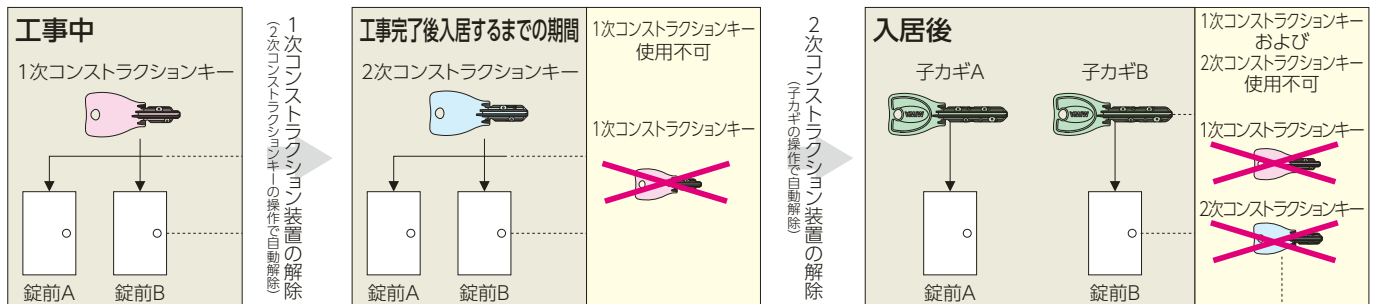 工事中
1次コンストラクションキー
錠前A
錠前B
1次コンストラクション装置の解除
(2次コンストラクションキーの操作で自動解除)
工事完了後入居するまでの期間
2次コンストラクションキー
錠前A
錠前B
1次コンストラクションキー
使用不可
1次コンストラクションキー
2次コンストラクション装置の解除
(子カギの操作で自動解除)
入居後
子カギA
子カギB
錠前A
錠前B
1次コンストラクションキー
および
2次コンストラクションキー
使用不可
1次コンストラクションキー
2次コンストラクションキー